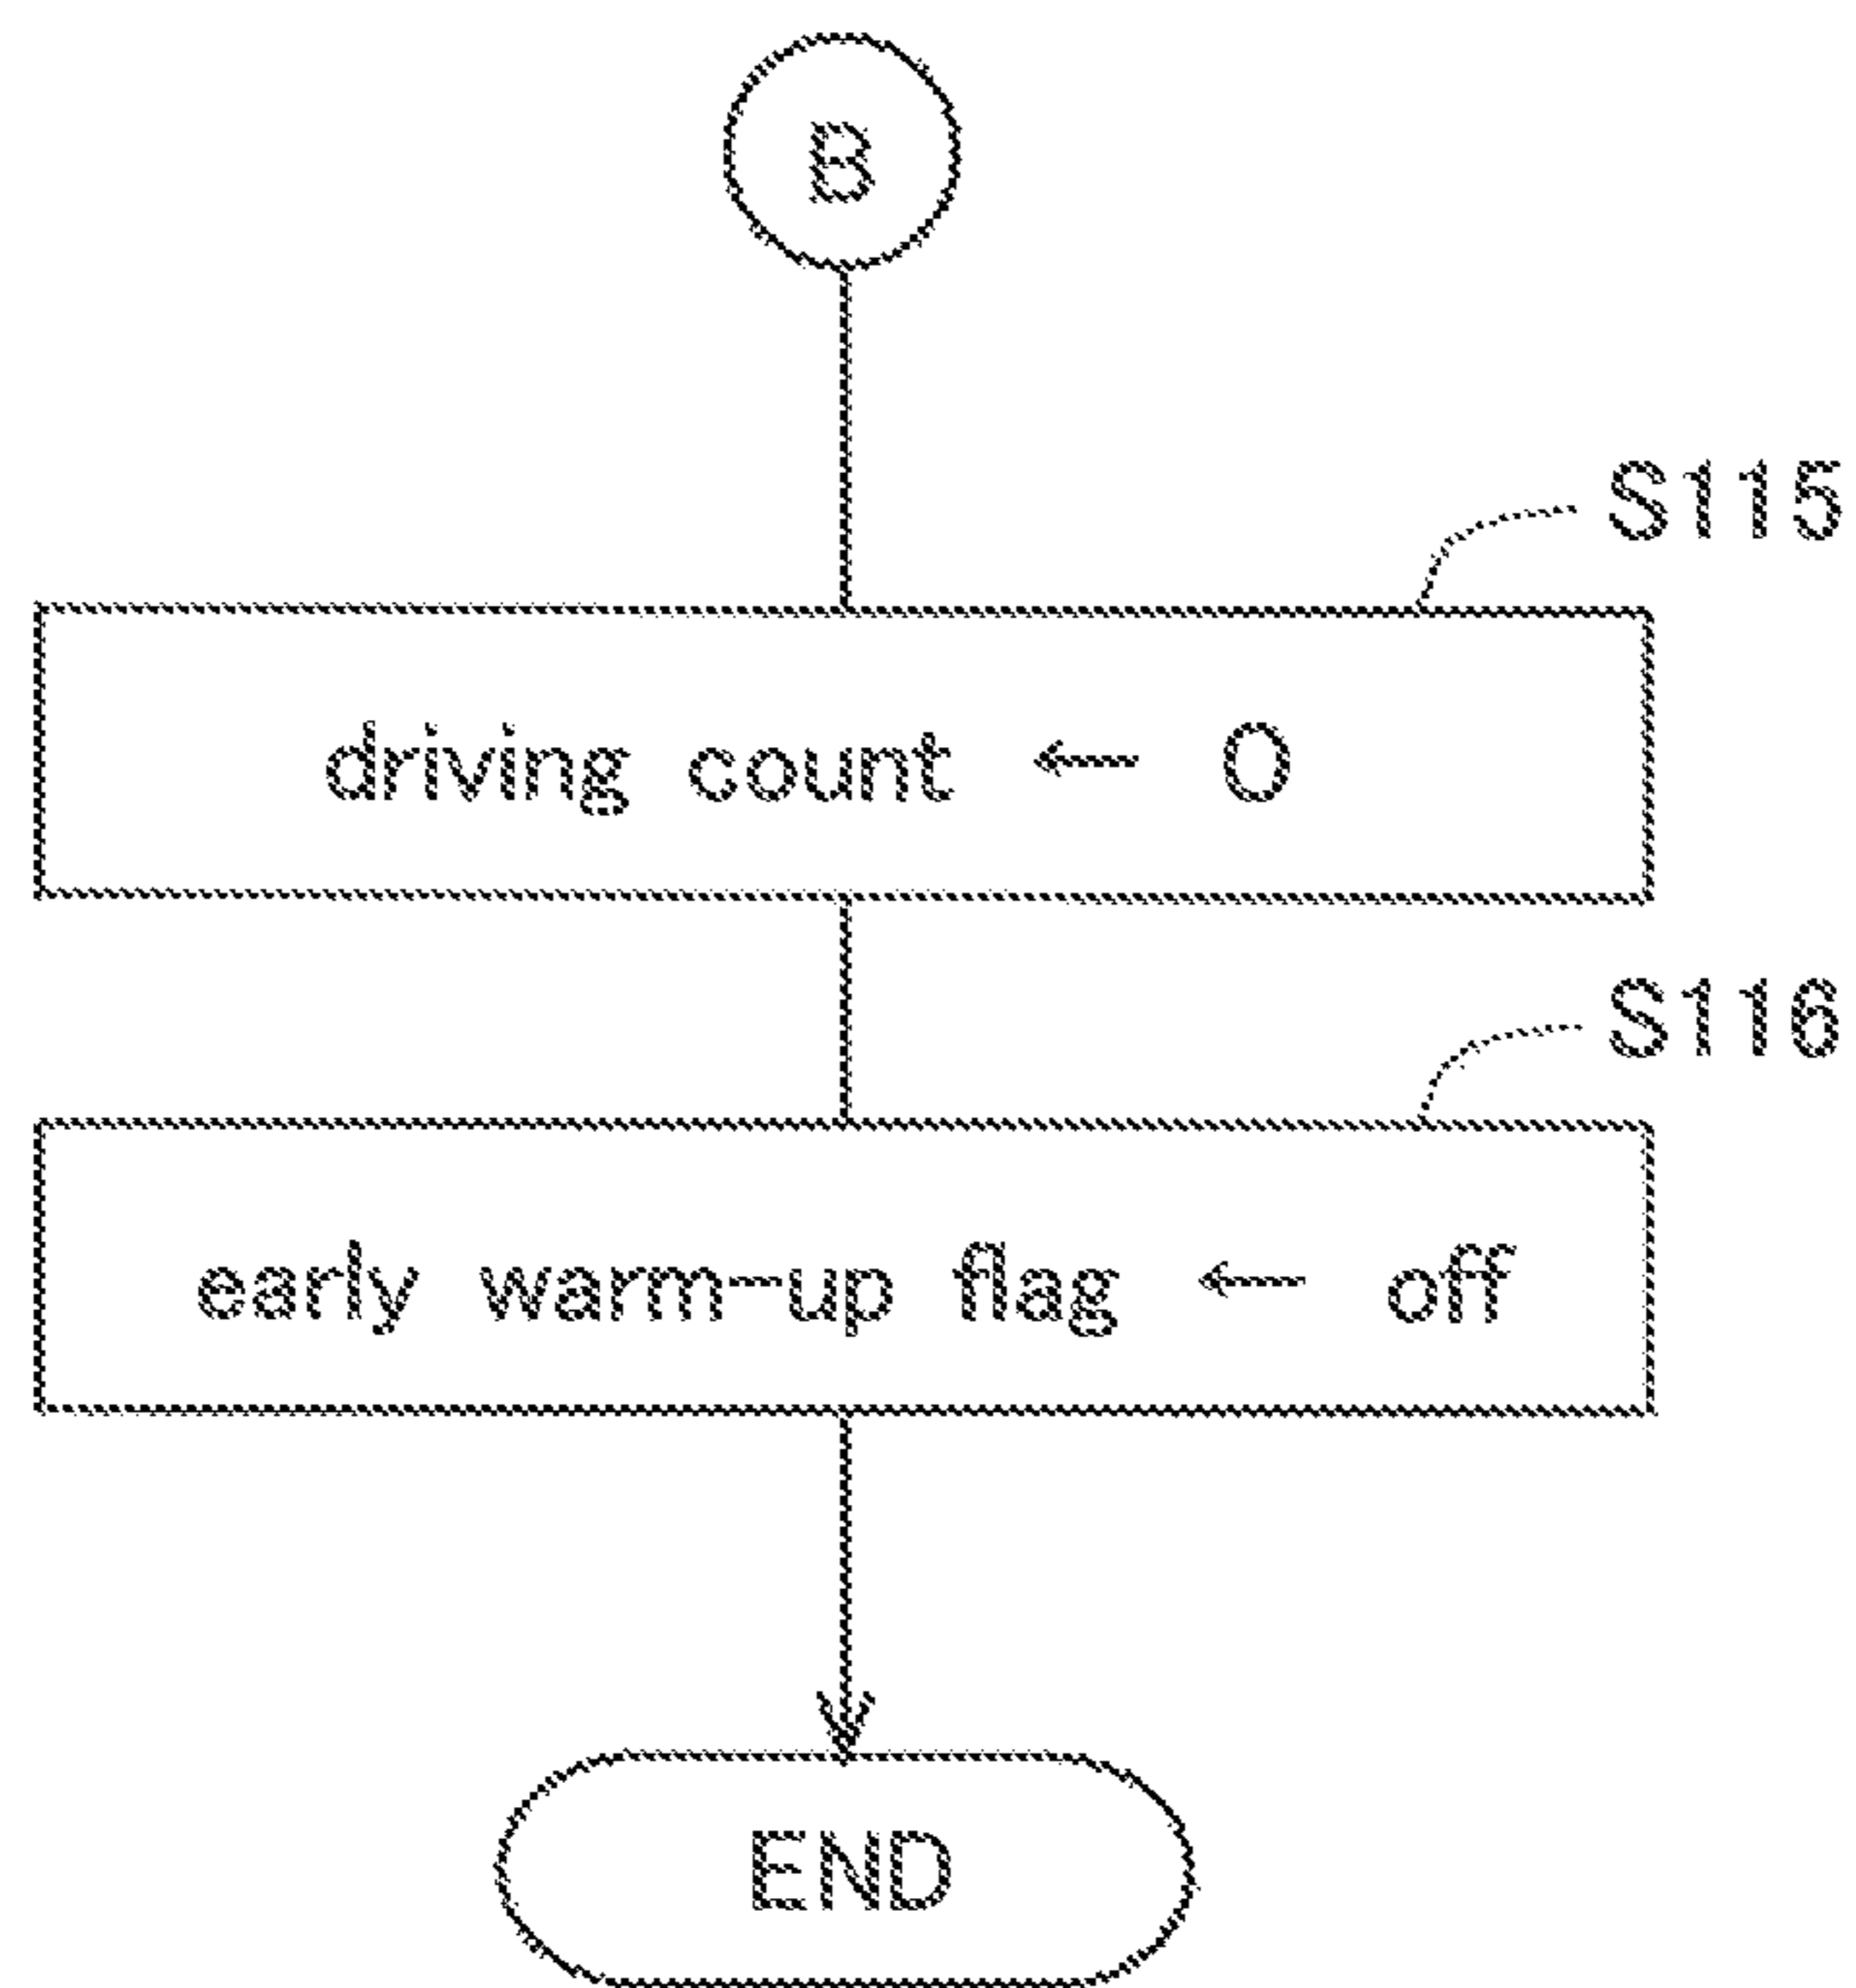 B
S115
driving count ← 0
S116
early warm-up flag ← off
END